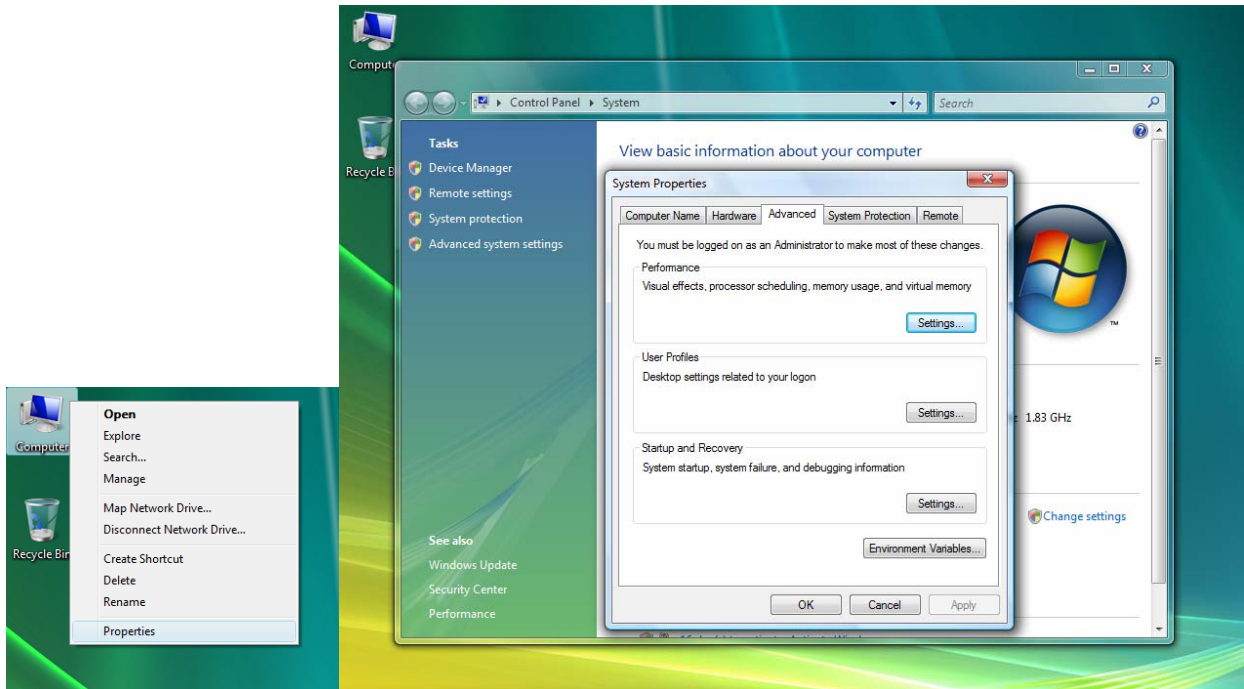 Computer
Open
Explore
Search...
Manage
Map Network Drive...
Disconnect Network Drive...
Create Shortcut
Delete
Rename
Properties
Recycle Bin
Control Panel System
Search
Tasks
Device Manager
Remote settings
System protection
Advanced system settings
See also
Windows Update
Security Center
Performance
View basic information about your computer
System Properties
Computer Name Hardware Advanced System Protection Remote
You must be logged on as an Administrator to make most of these changes.
Performance
Visual effects, processor scheduling, memory usage, and virtual memory
Settings...
User Profiles
Desktop settings related to your logon
Settings...
Startup and Recovery
System startup, system failure, and debugging information
Settings...
Environment Variables...
OK Cancel Apply
TM
1.83 GHz
Change settings